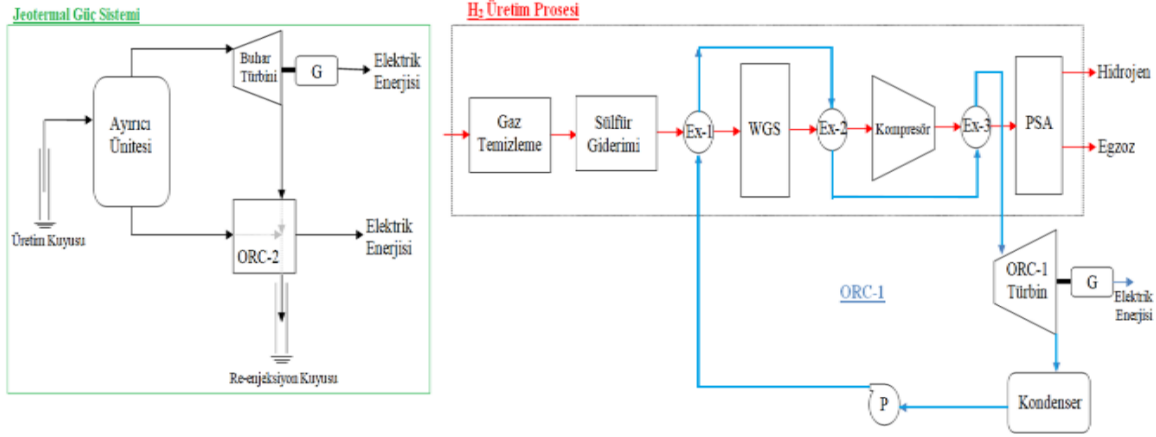 Jeotermal Güç Sistemi
Buhar
Türbini
G
Elektrik
Enerjisi
Ayırıcı
Ünitesi
Üretim Kuyusu
ORC-2
Elektrik
Enerjisi
Re-enjeksiyon Kuyusu
H₂ Üretim Prosesi
Gaz
Temizleme
Sülfür
Giderimi
Ex-1
WGS
Ex-2
Kompresör
Ex-3
PSA
Hidrojen
Egzoz
ORC-1
ORC-1
Türbin
G
Elektrik
Enerjisi
P
Kondenser